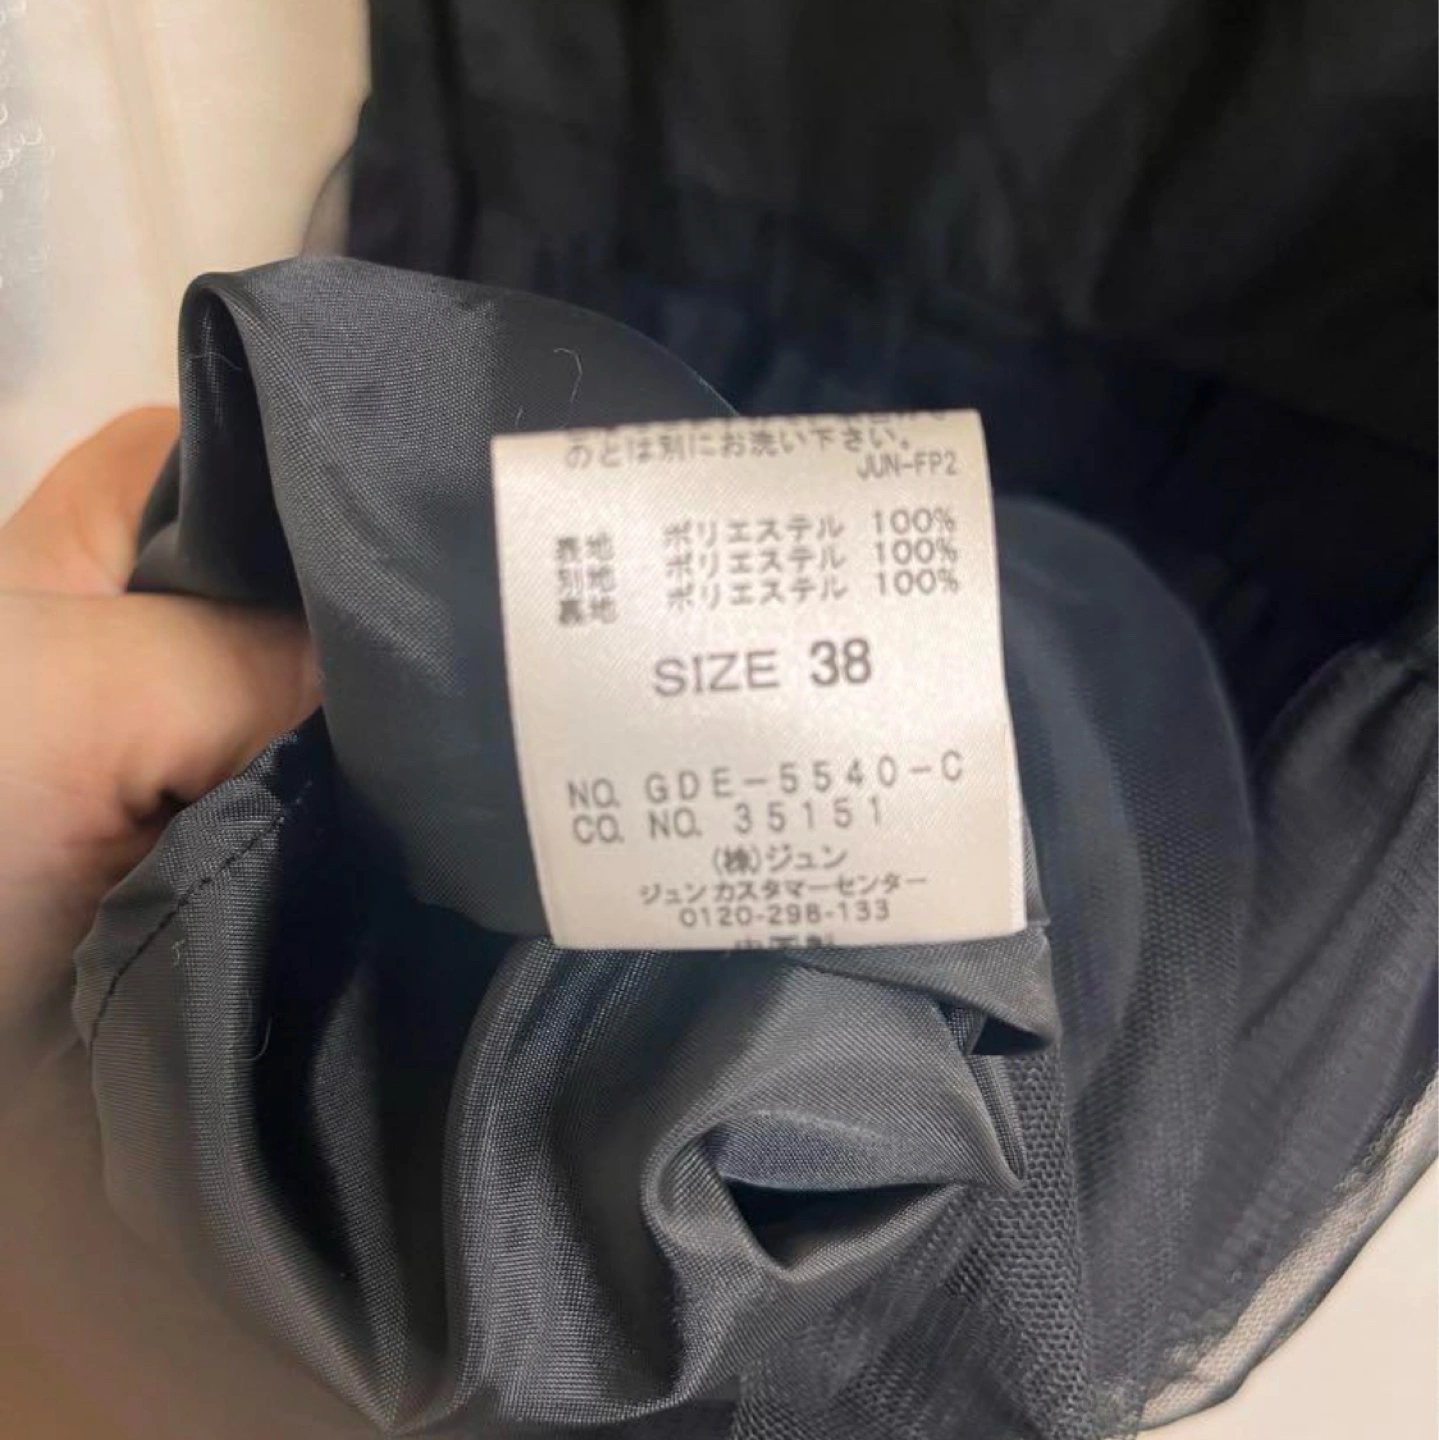 のとは別にお洗い下さい。
JUN-FP2
表地 ポリエステル 100%
別地 ポリエステル 100%
裏地 ポリエステル 100%
SIZE 38
NO. GDE-5540-C
CO. NO. 35151
(株)ジュン
ジュンカスタマーセンター
0120-298-133
中国製